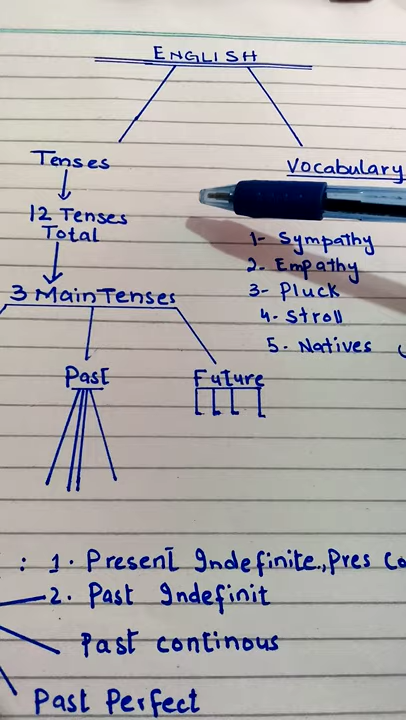 ENGLISH
Tenses
Vocabulary
12 Tenses
Total
1- Sympathy
2- Empathy
3- Pluck
4- Stroll
5. Natives
3 Main Tenses
Past
Future
: 1. Present Indefinite., Pres Co
2. Past Indefinit
Past continous
Past Perfect